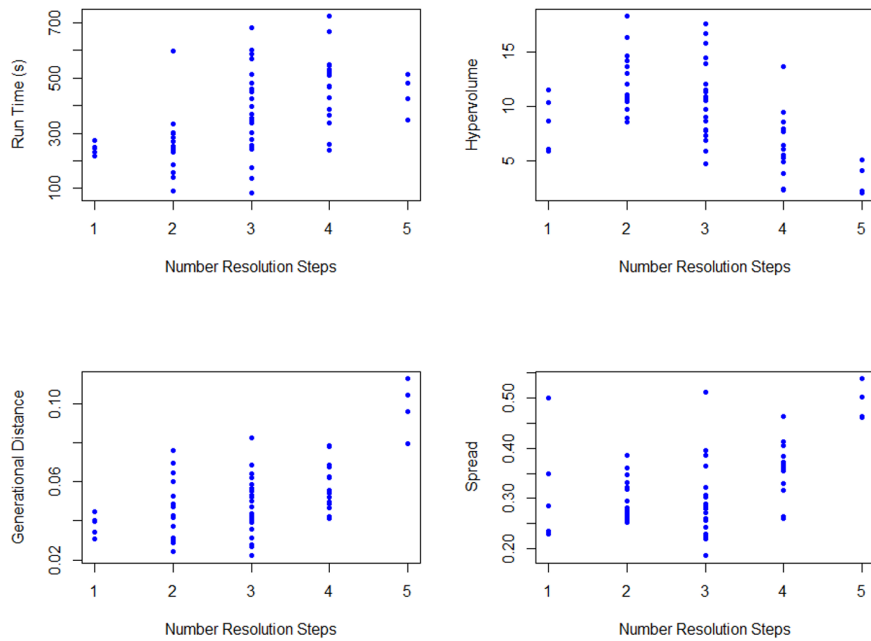 Run Time (s)
700
500
300
100
1 2 3 4 5
Number Resolution Steps
Hypervolume
15
10
5
1 2 3 4 5
Number Resolution Steps
Generational Distance
0.10
0.06
0.02
1 2 3 4 5
Number Resolution Steps
Spread
0.50
0.40
0.30
0.20
1 2 3 4 5
Number Resolution Steps